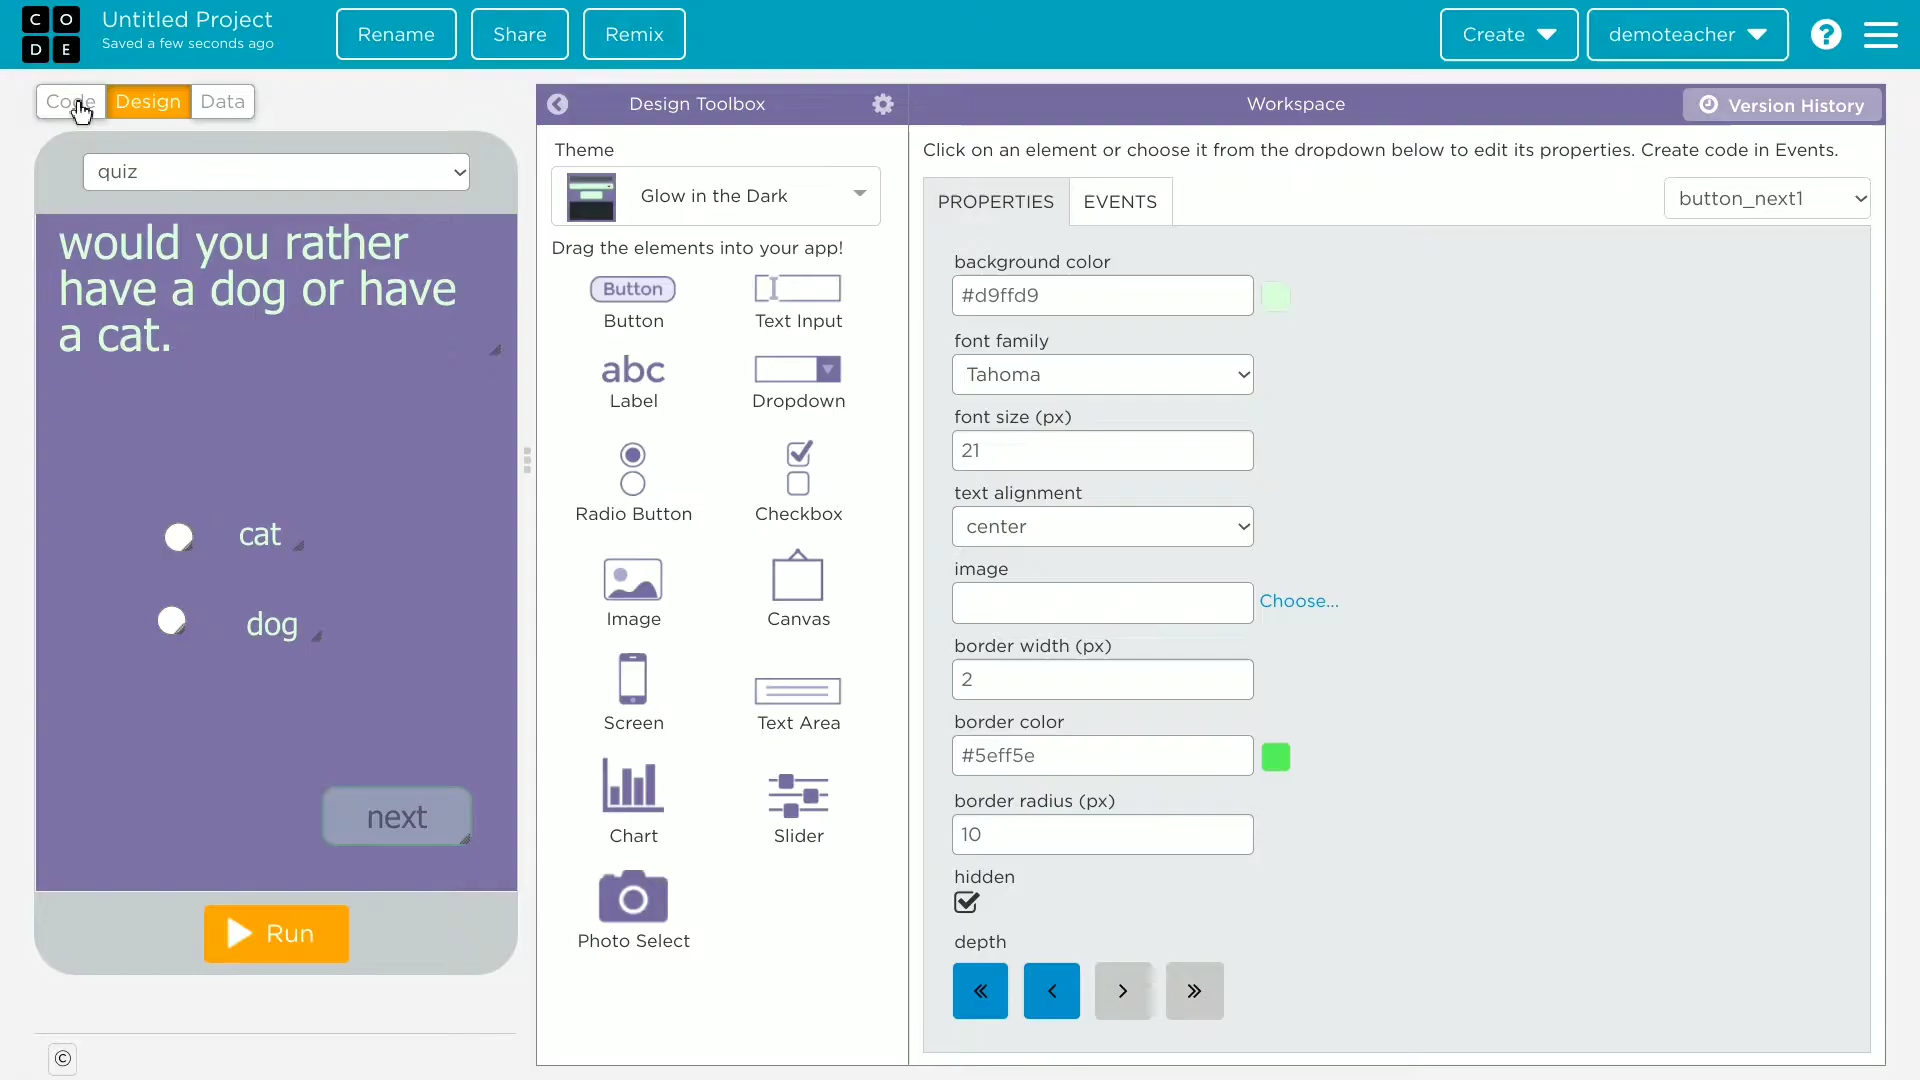 CODE
Untitled Project
Saved a few seconds ago
Rename
Share
Remix
Create
demoteacher
?
Code
Design
Data
quiz
would you rather
have a dog or have
a cat.
cat
dog
next
Run
©
Design Toolbox
Theme
Glow in the Dark
Drag the elements into your app!
Button
Button
Text Input
abc
Label
Dropdown
Radio Button
Checkbox
Image
Canvas
Screen
Text Area
Chart
Slider
Photo Select
Workspace
Version History
Click on an element or choose it from the dropdown below to edit its properties. Create code in Events.
PROPERTIES
EVENTS
button_next1
background color
#d9ffd9
font family
Tahoma
font size (px)
21
text alignment
center
image
Choose...
border width (px)
2
border color
#5eff5e
border radius (px)
10
hidden
depth